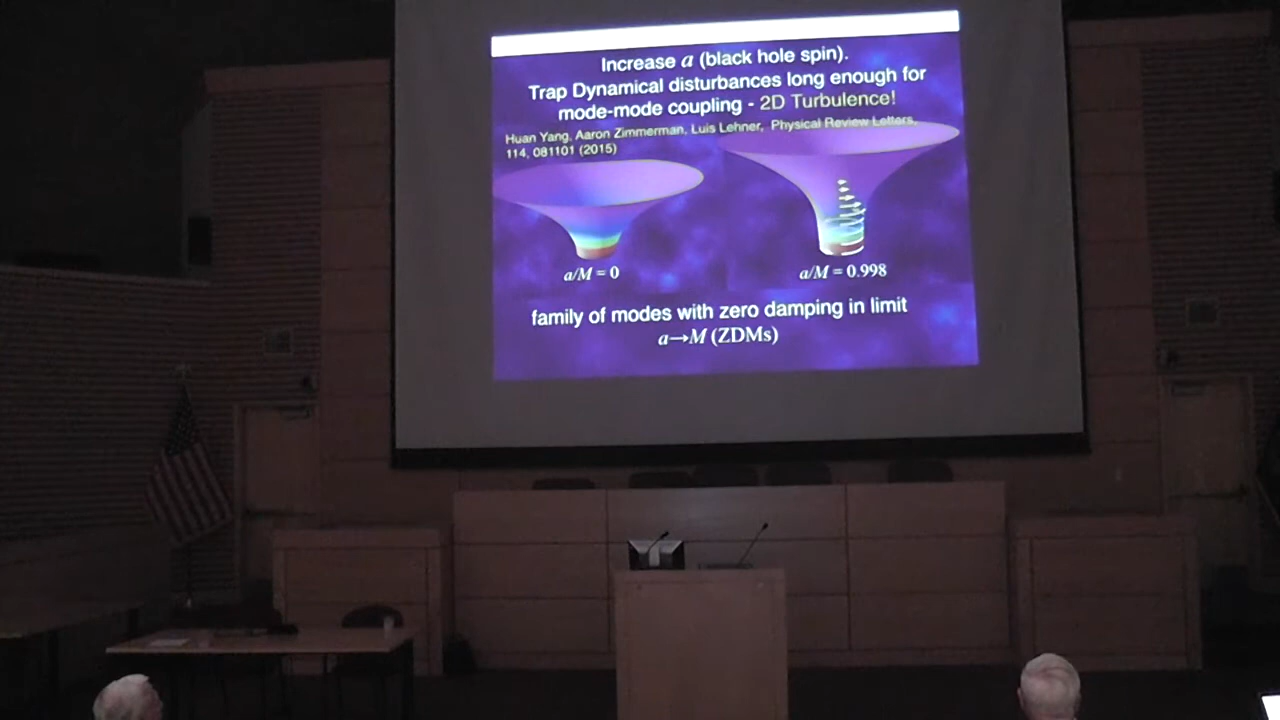 Increase a (black hole spin).
Trap Dynamical disturbances long enough for
mode-mode coupling - 2D Turbulence!
Huan Yang, Aaron Zimmerman, Luis Lehner, Physical Review Letters,
114, 081101 (2015)
a/M = 0
a/M = 0.998
family of modes with zero damping in limit
a→M (ZDMs)